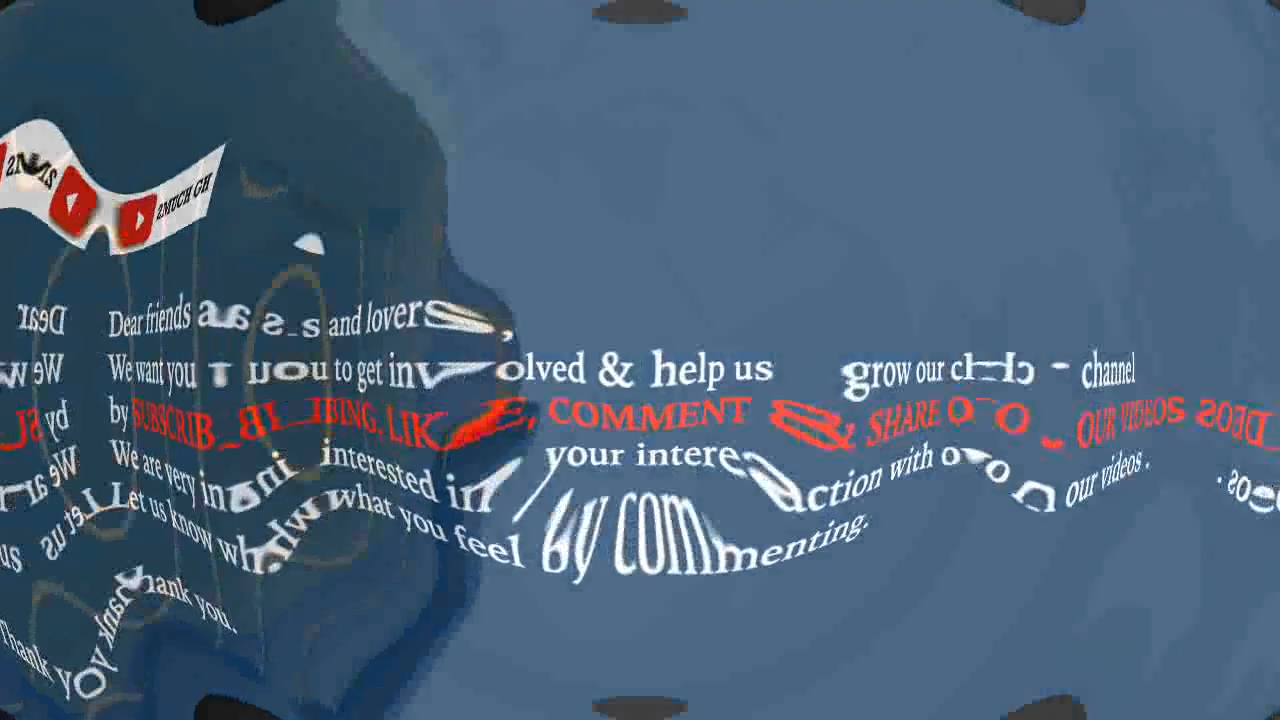 2MUCH GH
Dear friends and lovers,
We want you to get involved & help us grow our channel
by SUBSCRIBING, LIKE, COMMENT & SHARE OUR VIDEOS
We are very interested in your interaction with our videos.
Let us know what you feel by commenting.
Thank you.